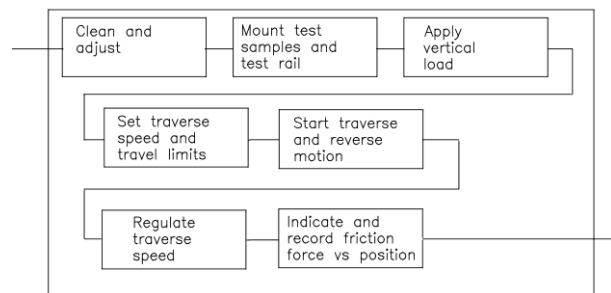 Clean and
adjust
Mount test
samples and
test rail
Apply
vertical
load
Set traverse
speed and
travel limits
Start traverse
and reverse
motion
Regulate
traverse
speed
Indicate and
record friction
force vs position